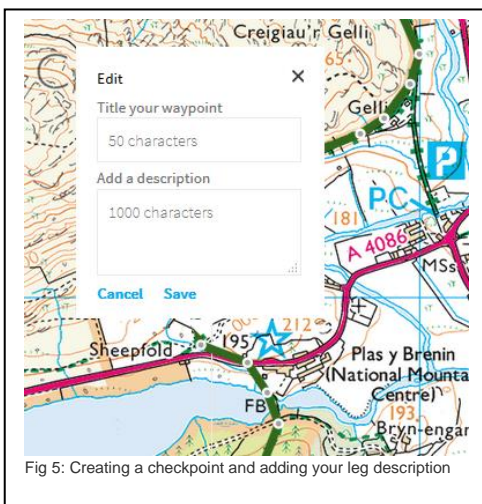 Creigiau'r Gelli
65
Edit ×
Title your waypoint
50 characters
Gelli
P
Add a description
1000 characters
PC
181
A 4086
MSs
Cancel Save
212
Sheepfold
195
Plas y Brenin
(National Mounta
Centre)
FB
193
Bryn-engan
Fig 5: Creating a checkpoint and adding your leg description